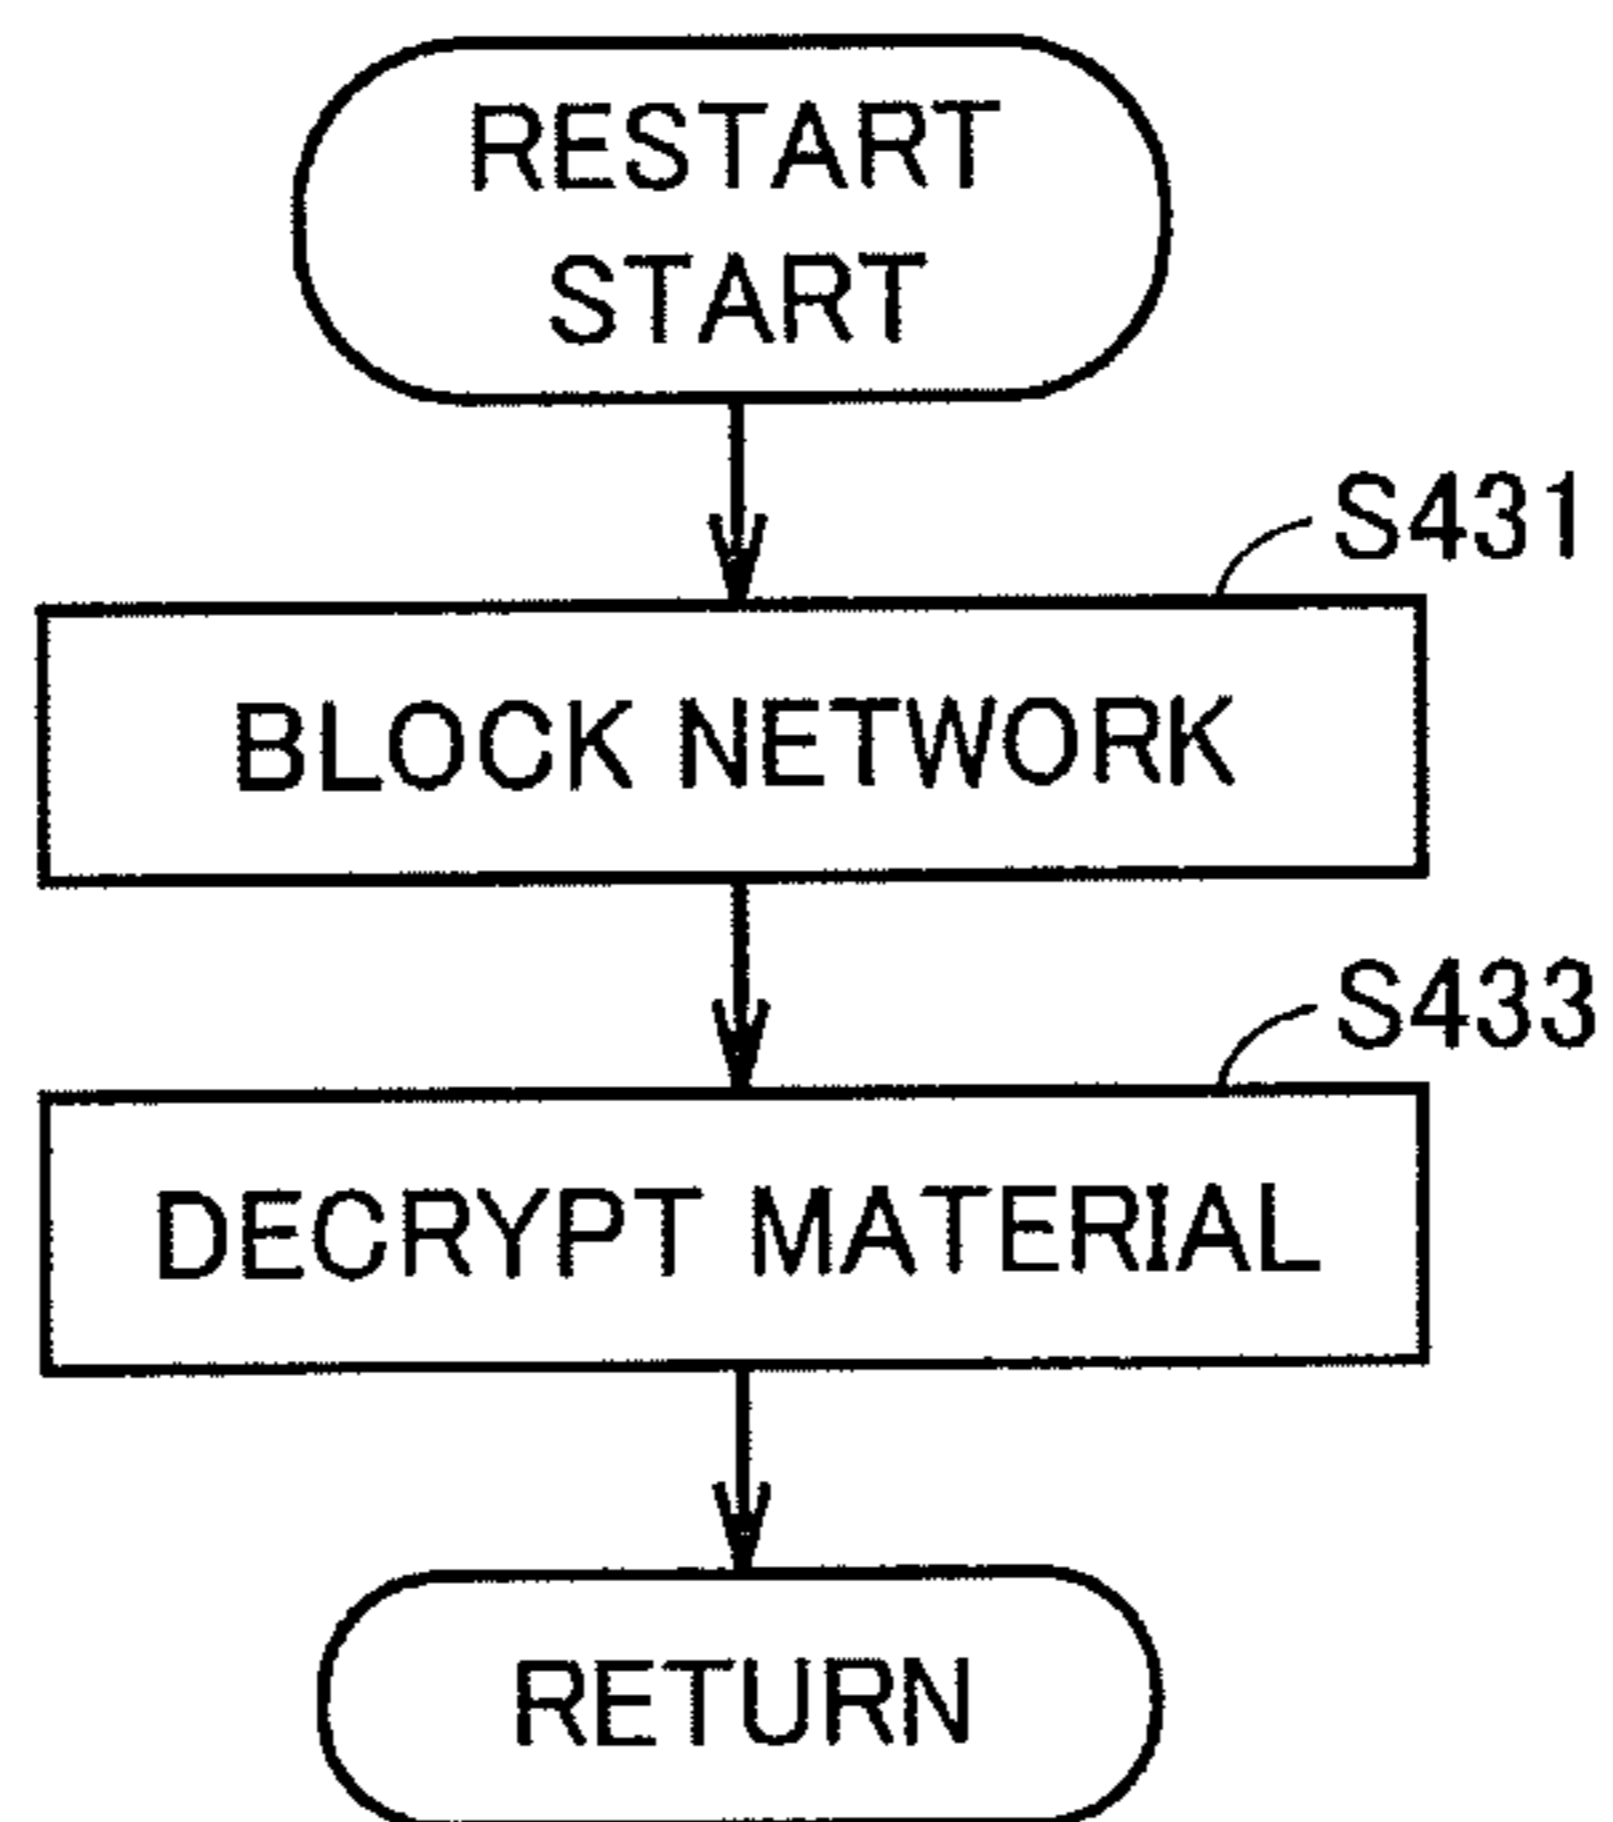 RESTART
START
S431
BLOCK NETWORK
S433
DECRYPT MATERIAL
RETURN